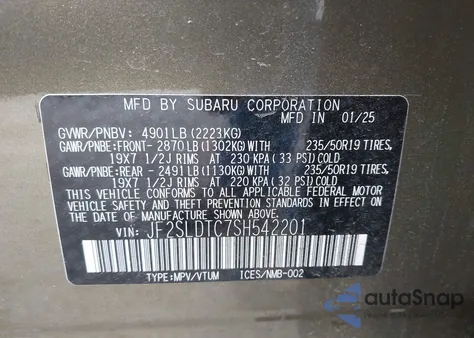 MFD BY SUBARU CORPORATION
MFD IN 01/25
GVWR/PNBV: 4901LB (2223KG)
GAWR/PNBE:FRONT- 2870LB(1302KG)WITH 235/50R19 TIRES,
19X7 1/2J RIMS AT 230 KPA (33 PSI)COLD
GAWR/PNBE:REAR - 2491LB(1130KG)WITH 235/50R19 TIRES,
19X7 1/2J RIMS AT 220 KPA (32 PSI)COLD
THIS VEHICLE CONFORMS TO ALL APPLICABLE FEDERAL MOTOR
VEHICLE SAFETY AND THEFT PREVENTION STANDARDS
IN EFFECT ON THE DATE OF MANUFACTURE SHOWN ABOVE.
VIN: JF2SLDTC7SH542201
TYPE:MPV/VTUM ICES/NMB-002
autoSnap